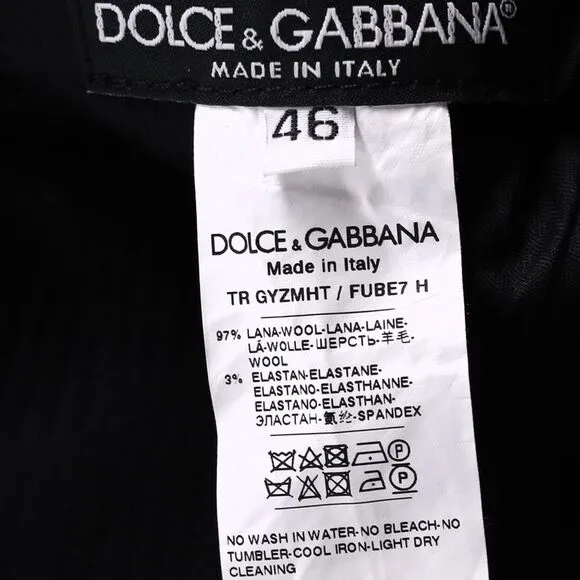 DOLCE & GABBANA
MADE IN ITALY
46
DOLCE & GABBANA
Made in Italy
TR GYZMHT / FUBE7 H
97% LANA-WOOL-LANA-LAINE-
LÁ-WOLLE-ШЕРСТЬ-羊毛-
WOOL
3% ELASTAN-ELASTANE-
ELASTANO-ELASTHANNE-
ELASTANO-ELASTHAN-
ЭЛАСТАН-氨纶-SPANDEX
P
P
NO WASH IN WATER-NO BLEACH-NO
TUMBLER-COOL IRON-LIGHT DRY
CLEANING